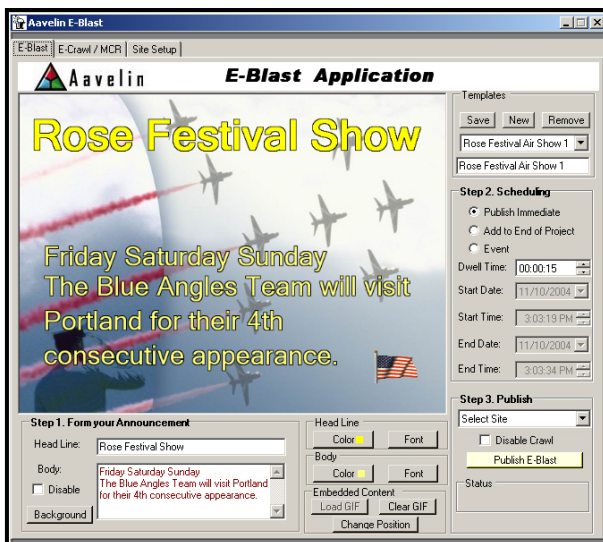 Aavelin E-Blast
E-Blast E-Crawl / MCR Site Setup
Aavelin E-Blast Application
Rose Festival Show
Friday Saturday Sunday
The Blue Angles Team will visit
Portland for their 4th
consecutive appearance.
Templates
Save New Remove
Rose Festival Air Show 1
Rose Festival Air Show 1
Step 2. Scheduling
Publish Immediate
Add to End of Project
Event
Dwell Time: 00:00:15
Start Date: 11/10/2004
Start Time: 3:03:19 PM
End Date: 11/10/2004
End Time: 3:03:34 PM
Step 3. Publish
Select Site
Disable Crawl
Publish E-Blast
Status
Step 1. Form your Announcement
Head Line: Rose Festival Show
Body:
Disable
Background
Friday Saturday Sunday
The Blue Angles Team will visit Portland
for their 4th consecutive appearance.
Head Line
Color Font
Body
Color Font
Embedded Content
Load GIF Clear GIF
Change Position